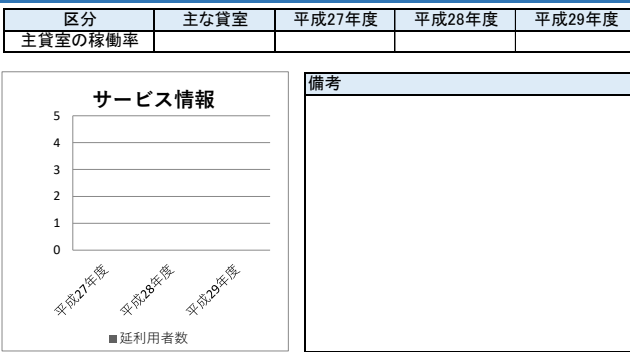 区分 主な貸室 平成27年度 平成28年度 平成29年度
主貸室の稼働率
サービス情報
5
4
3
2
1
0
平成27年度 平成28年度 平成29年度
■延利用者数
備考